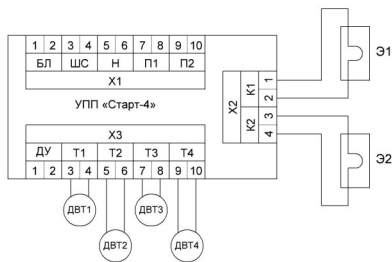 1 2 3 4 5 6 7 8 9 10
БЛ ШС Н П1 П2
Х1
УПП «Старт-4»
Х3
ДУ Т1 Т2 Т3 Т4
1 2 3 4 5 6 7 8 9 10
ДВТ1 ДВТ3
ДВТ2 ДВТ4
Х2
К1 К2
1 2 3 4
Э1
Э2